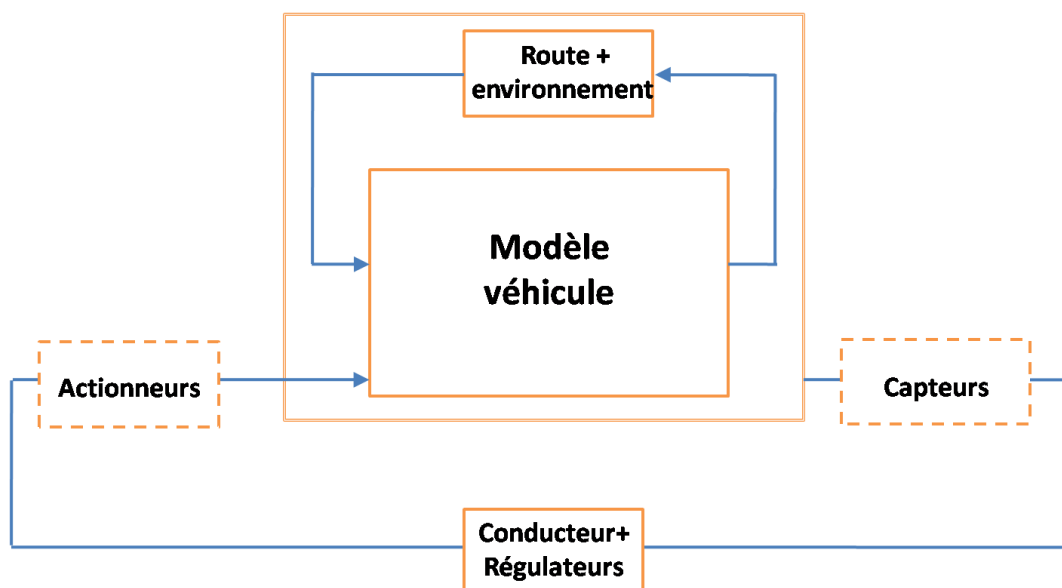 Route +
environnement
Modèle
véhicule
Actionneurs
Capteurs
Conducteur+
Régulateurs